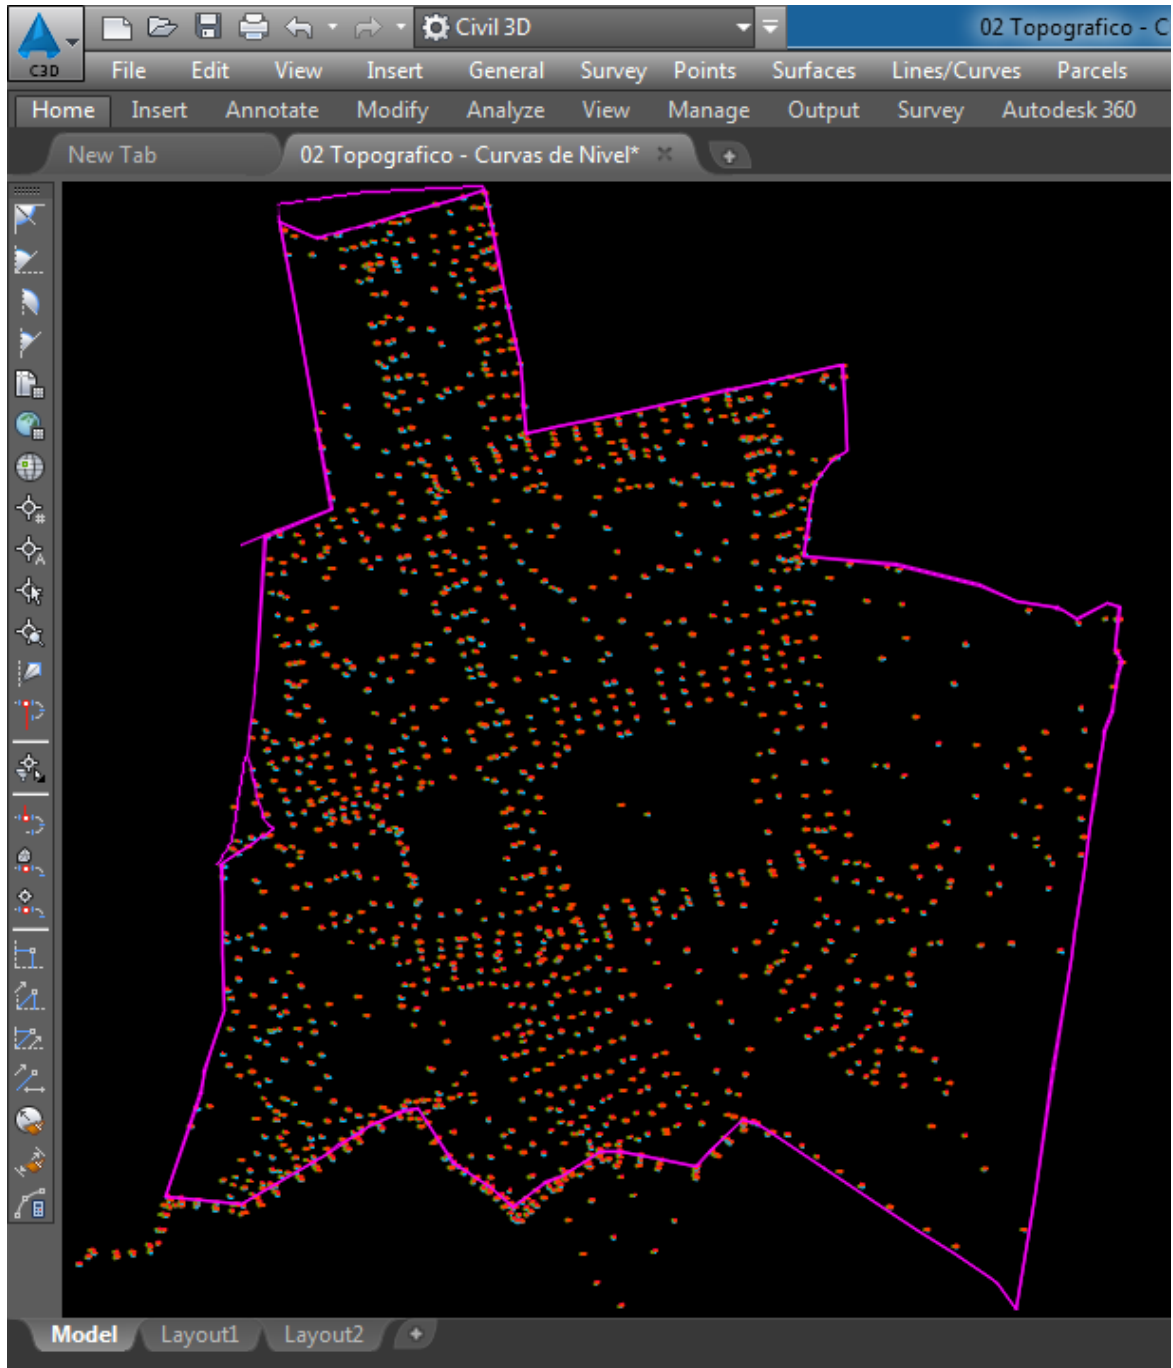 Civil 3D
02 Topografico - C
C3D
File Edit View Insert General Survey Points Surfaces Lines/Curves Parcels
Home Insert Annotate Modify Analyze View Manage Output Survey Autodesk 360
New Tab 02 Topografico - Curvas de Nivel*
Model Layout1 Layout2